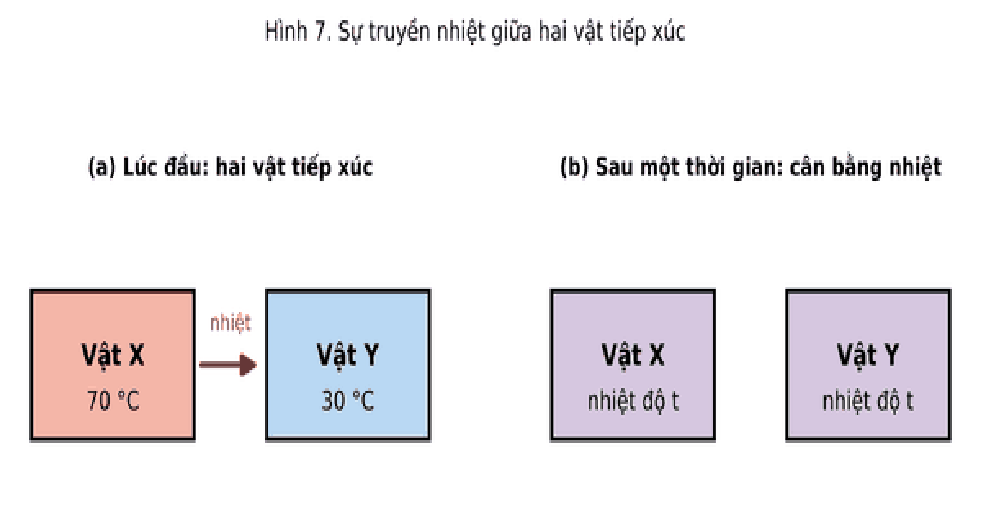 Hình 7. Sự truyền nhiệt giữa hai vật tiếp xúc
(a) Lúc đầu: hai vật tiếp xúc
(b) Sau một thời gian: cân bằng nhiệt
Vật X
70 °C
nhiệt
Vật Y
30 °C
Vật X
nhiệt độ t
Vật Y
nhiệt độ t